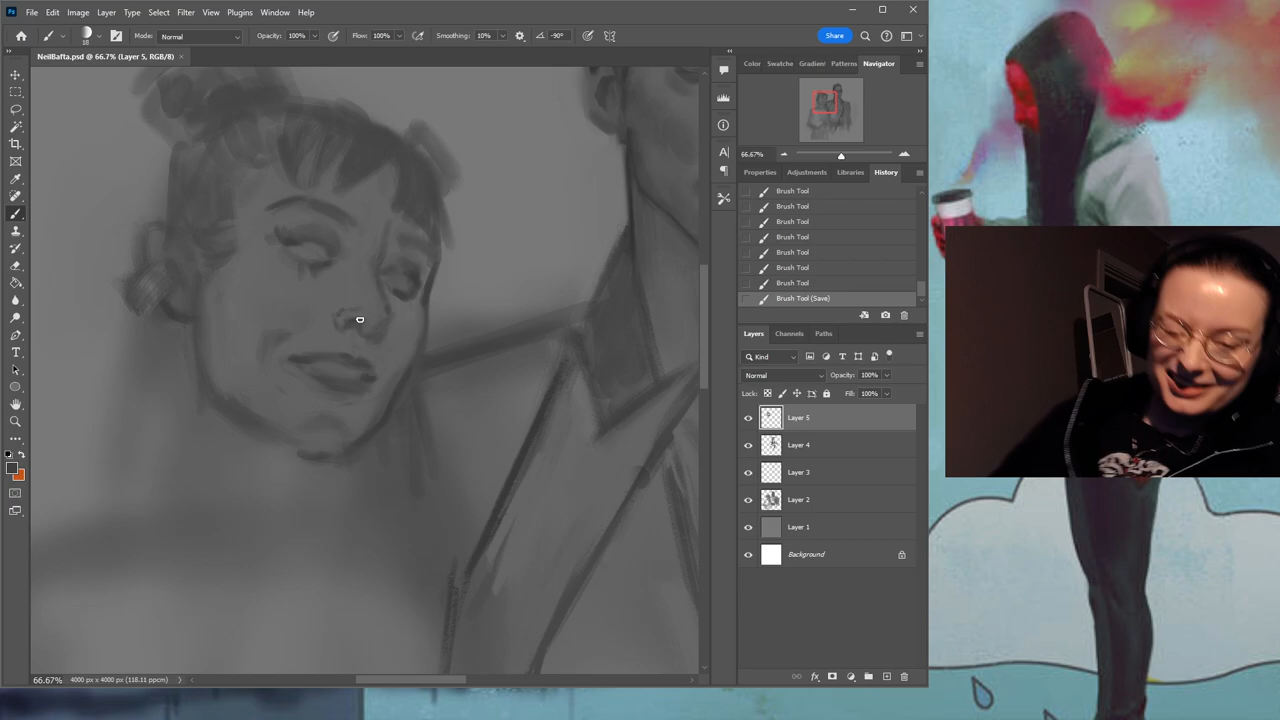 Ps File Edit Image Layer Type Select Filter View Plugins Window Help
18 Mode: Normal Opacity: 100% Flow: 100% Smoothing: 10% -90° Share
NeilBafta.psd @ 66.7% (Layer 5, RGB/8) ×
Color Swatche Gradien Patterns Navigator
66.67%
Properties Adjustments Libraries History
Brush Tool
Brush Tool
Brush Tool
Brush Tool
Brush Tool
Brush Tool
Brush Tool
Brush Tool (Save)
Layers Channels Paths
Kind
Normal Opacity: 100%
Lock: Fill: 100%
Layer 5
Layer 4
Layer 3
Layer 2
Layer 1
Background
66.67% 4000 px x 4000 px (118.11 ppcm)